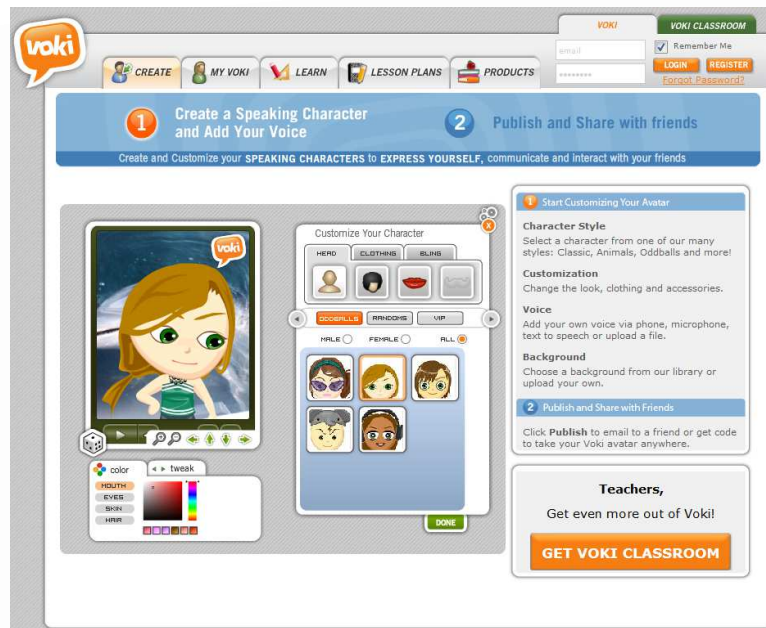 voki
VOKI
VOKI CLASSROOM
email
Remember Me
LOGIN
REGISTER
Forgot Password?
CREATE
MY VOKI
LEARN
LESSON PLANS
PRODUCTS
1
Create a Speaking Character
and Add Your Voice
2
Publish and Share with friends
Create and Customize your SPEAKING CHARACTERS to EXPRESS YOURSELF, communicate and interact with your friends
voki
color
tweak
MOUTH
EYES
SKIN
HAIR
Customize Your Character
X
HEAD
CLOTHING
BLING
ODDBALLS
RANDOMS
VIP
MALE
FEMALE
ALL
DONE
1 Start Customizing Your Avatar
Character Style
Select a character from one of our many
styles: Classic, Animals, Oddballs and more!
Customization
Change the look, clothing and accessories.
Voice
Add your own voice via phone, microphone,
text to speech or upload a file.
Background
Choose a background from our library or
upload your own.
2 Publish and Share with Friends
Click Publish to email to a friend or get code
to take your Voki avatar anywhere.
Teachers,
Get even more out of Voki!
GET VOKI CLASSROOM